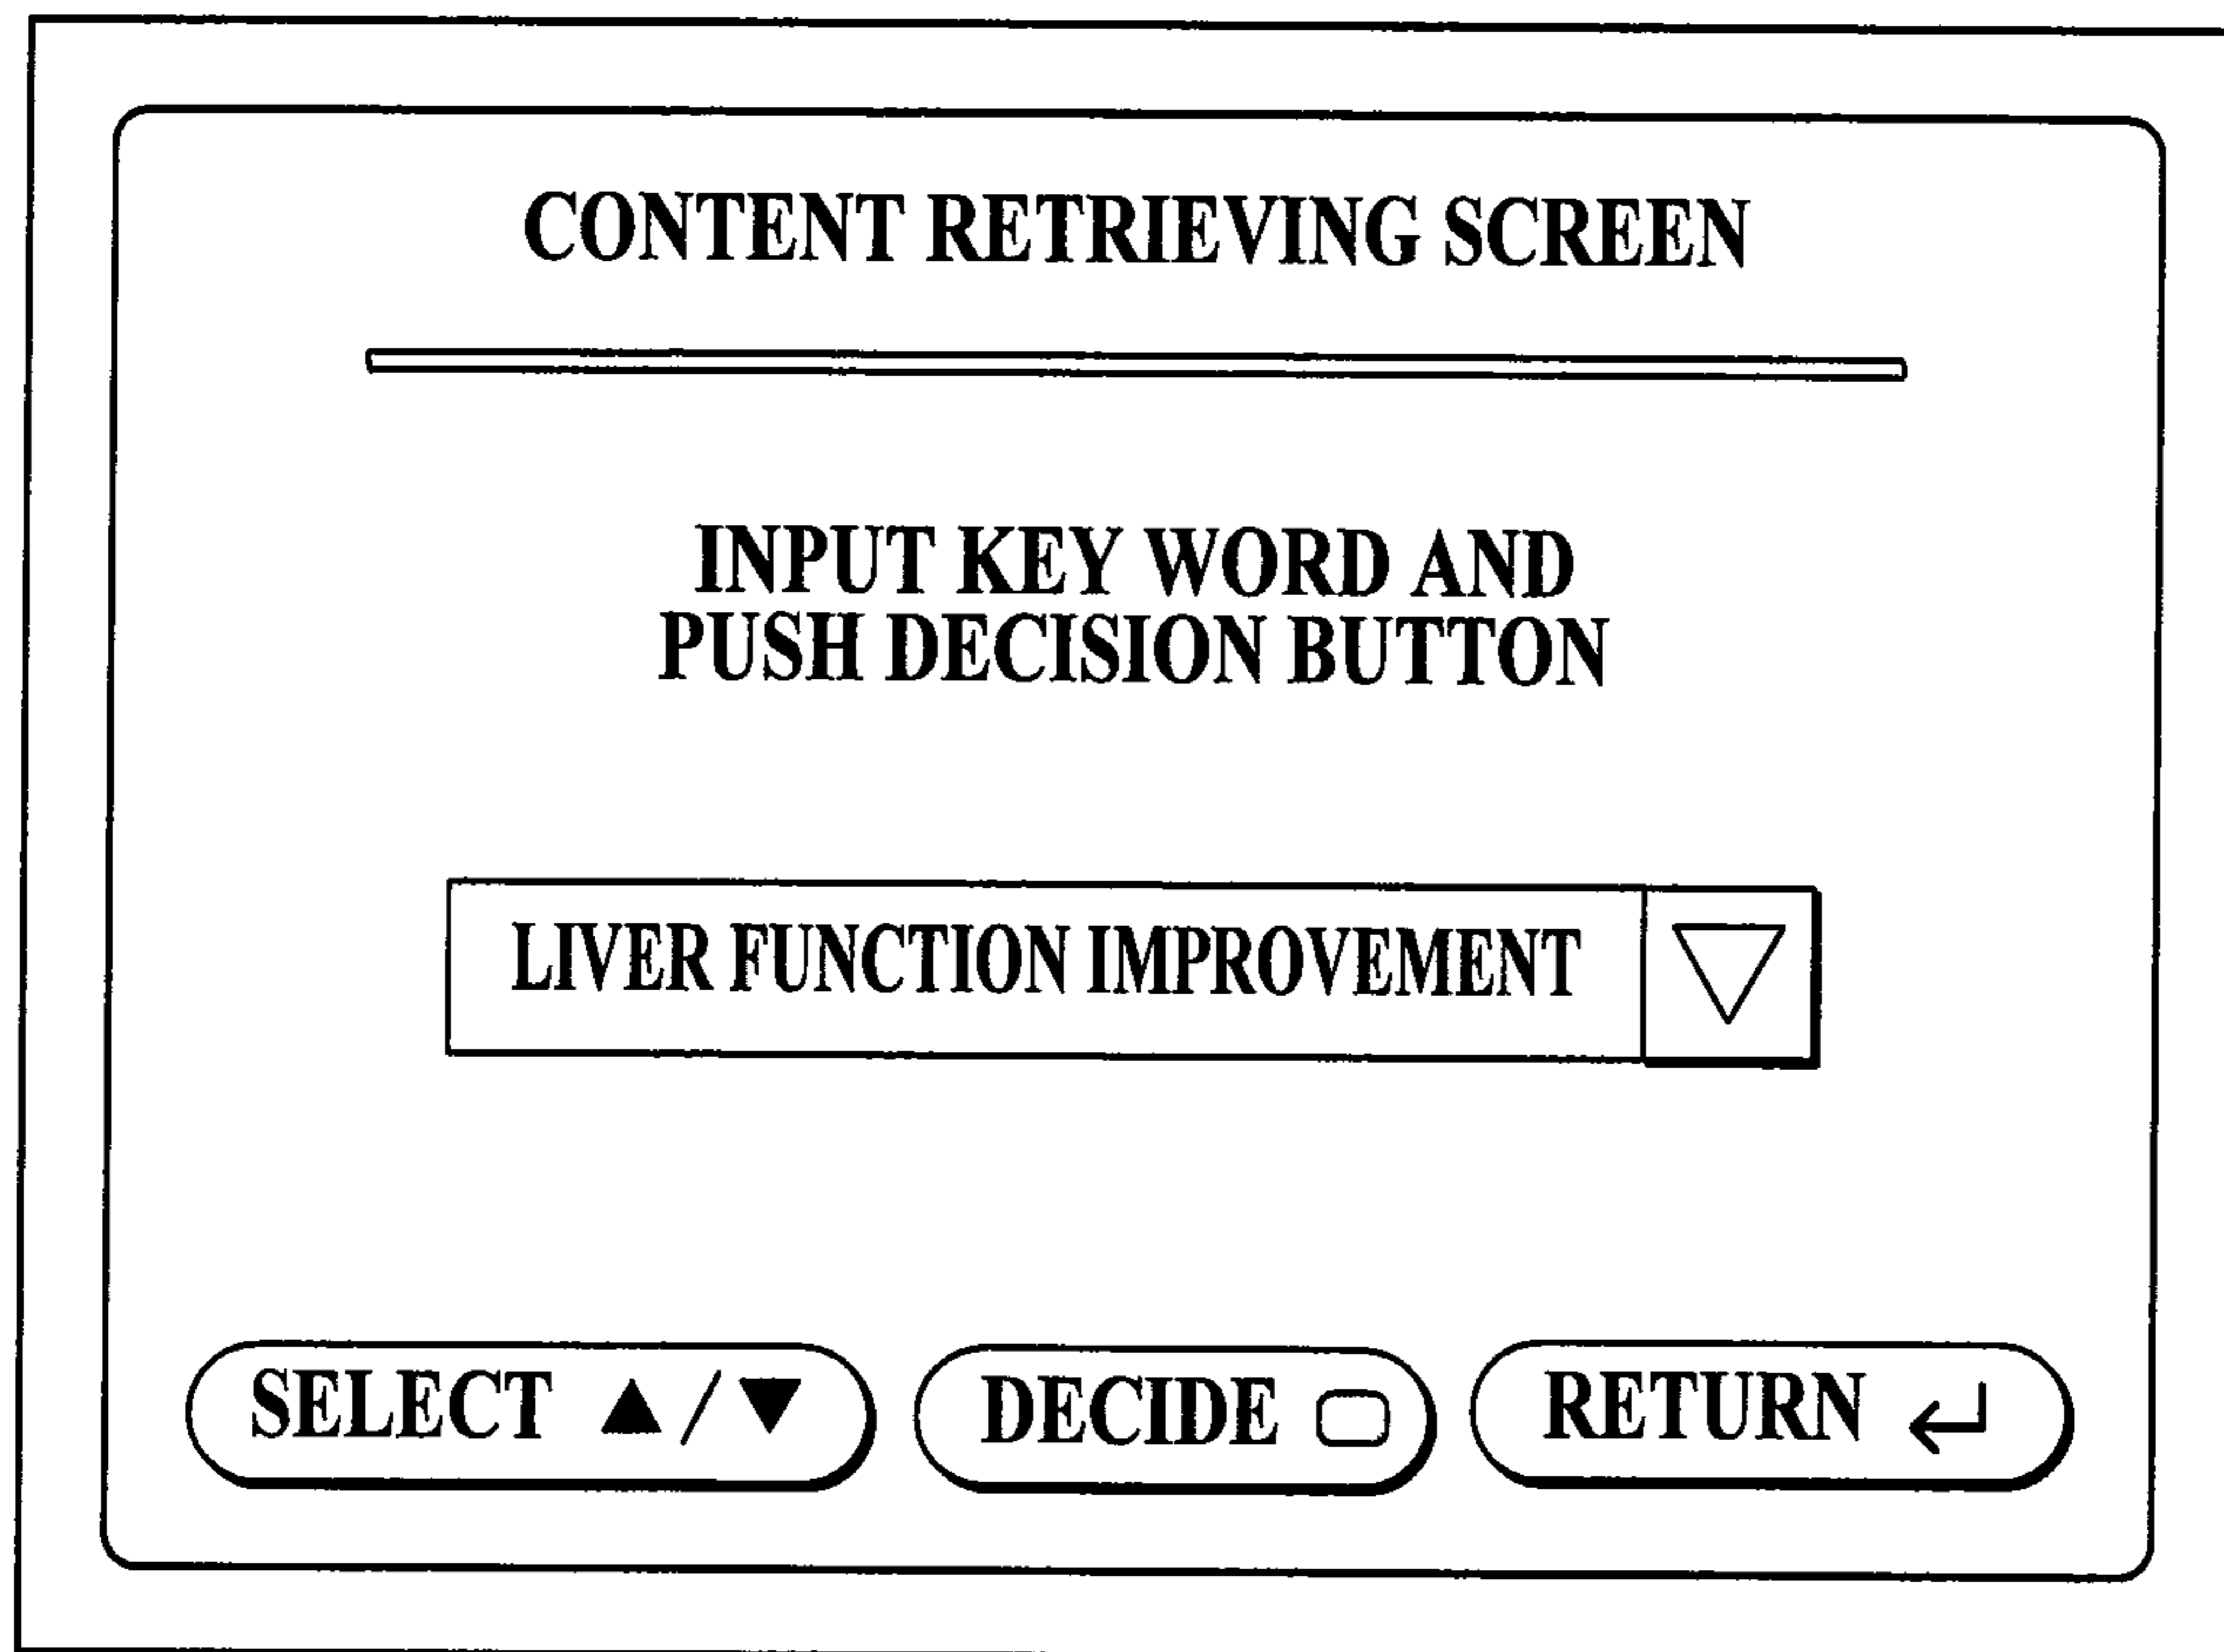 CONTENT RETRIEVING SCREEN
INPUT KEY WORD AND
PUSH DECISION BUTTON
LIVER FUNCTION IMPROVEMENT
SELECT ▲/▼
DECIDE
RETURN